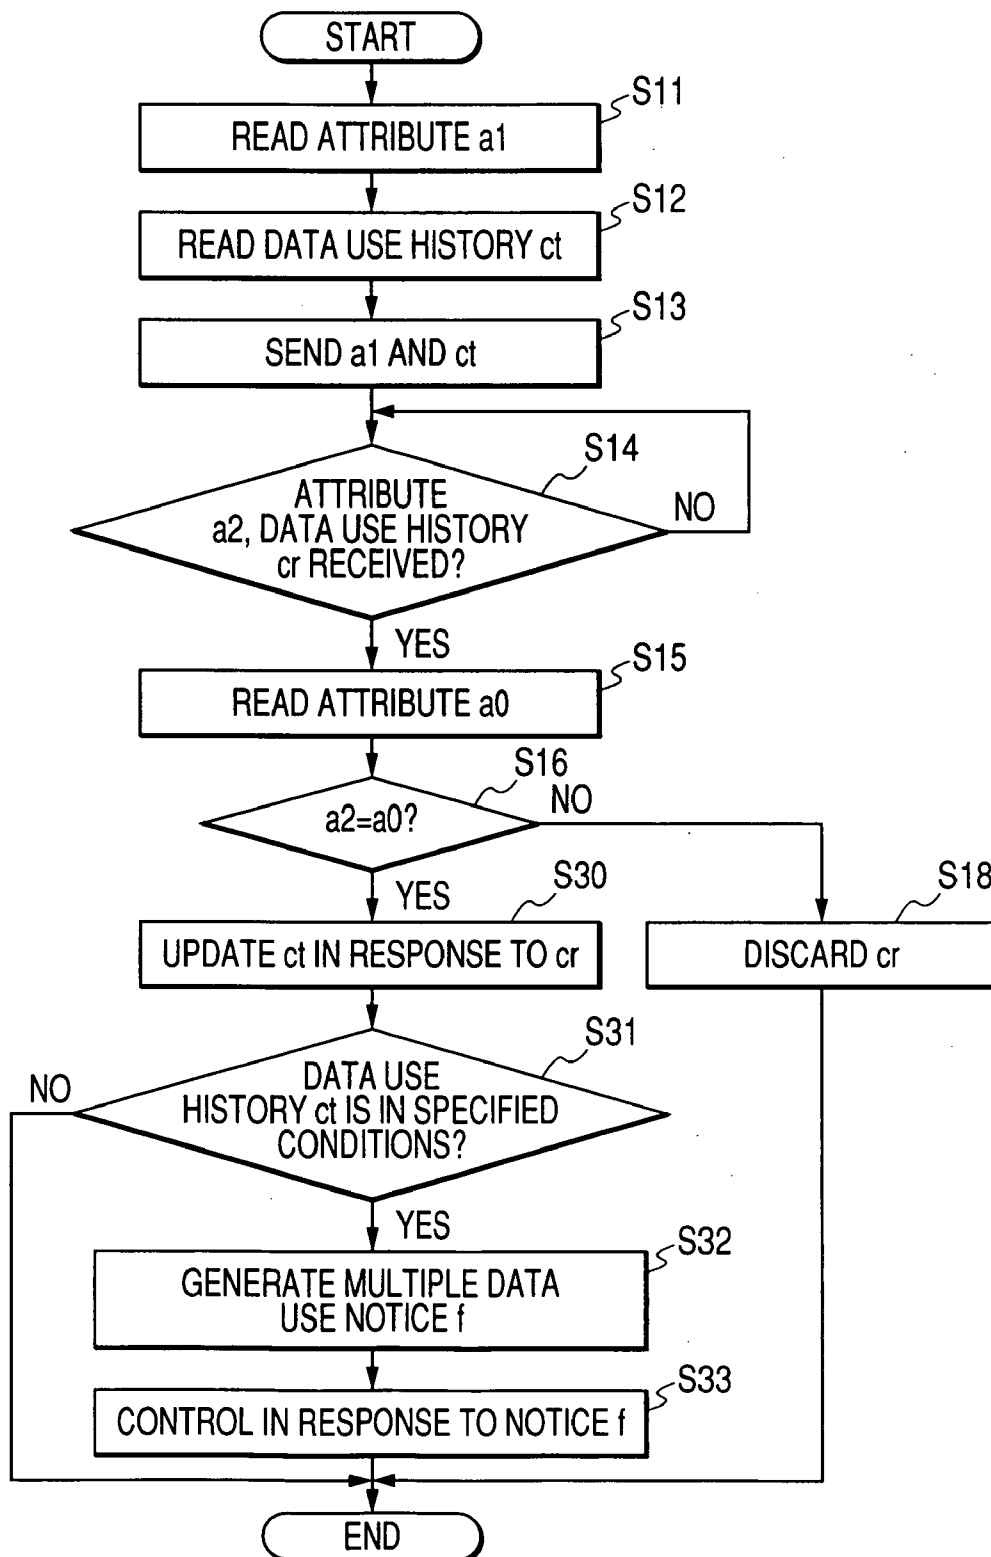 START
S11
READ ATTRIBUTE a1
S12
READ DATA USE HISTORY ct
S13
SEND a1 AND ct
S14
ATTRIBUTE
a2, DATA USE HISTORY
cr RECEIVED?
NO
YES
S15
READ ATTRIBUTE a0
S16
a2=a0?
NO
YES
S30
UPDATE ct IN RESPONSE TO cr
S18
DISCARD cr
S31
DATA USE
HISTORY ct IS IN SPECIFIED
CONDITIONS?
NO
YES
S32
GENERATE MULTIPLE DATA
USE NOTICE f
S33
CONTROL IN RESPONSE TO NOTICE f
END